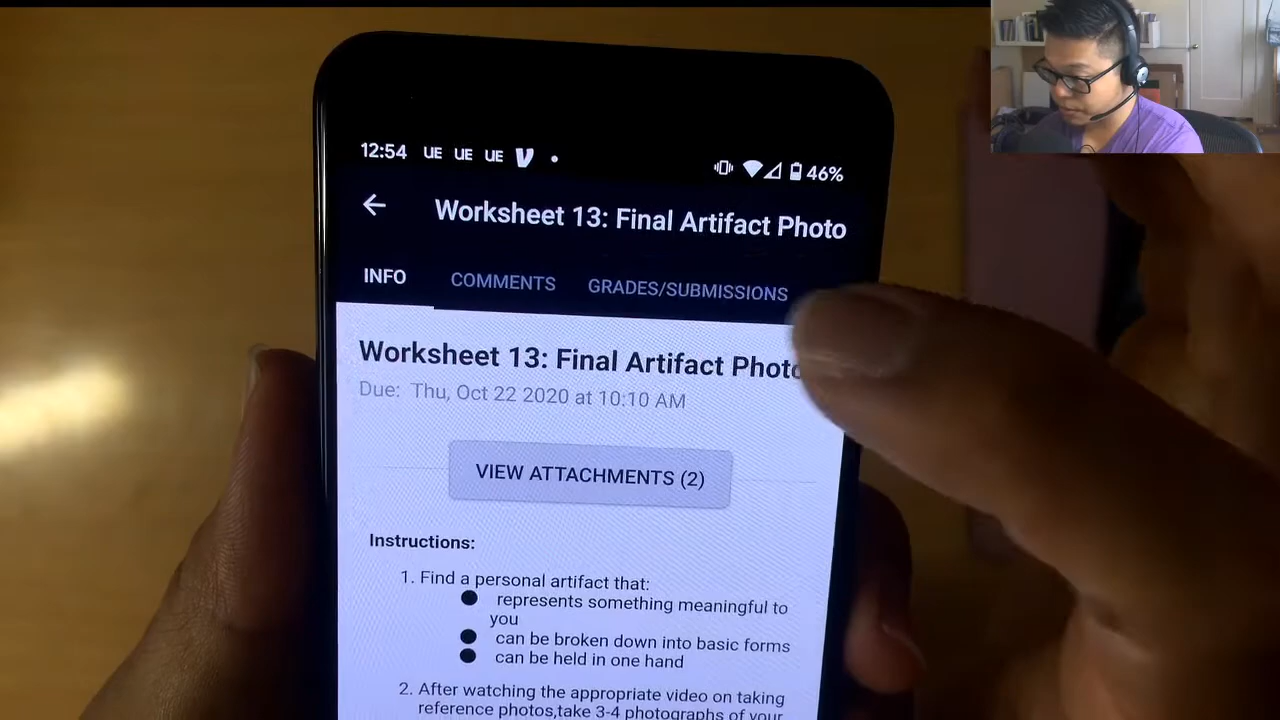 12:54 UE UE UE 46%
Worksheet 13: Final Artifact Photo
INFO COMMENTS GRADES/SUBMISSIONS
Worksheet 13: Final Artifact Photo
Due: Thu, Oct 22 2020 at 10:10 AM
VIEW ATTACHMENTS (2)
Instructions:
1. Find a personal artifact that:
● represents something meaningful to
you
● can be broken down into basic forms
● can be held in one hand
2. After watching the appropriate video on taking
reference photos,take 3-4 photographs of your